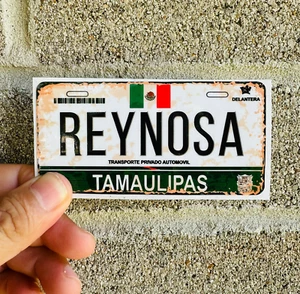 DELANTERA
REYNOSA
TRANSPORTE PRIVADO AUTOMOVIL
TAMAULIPAS